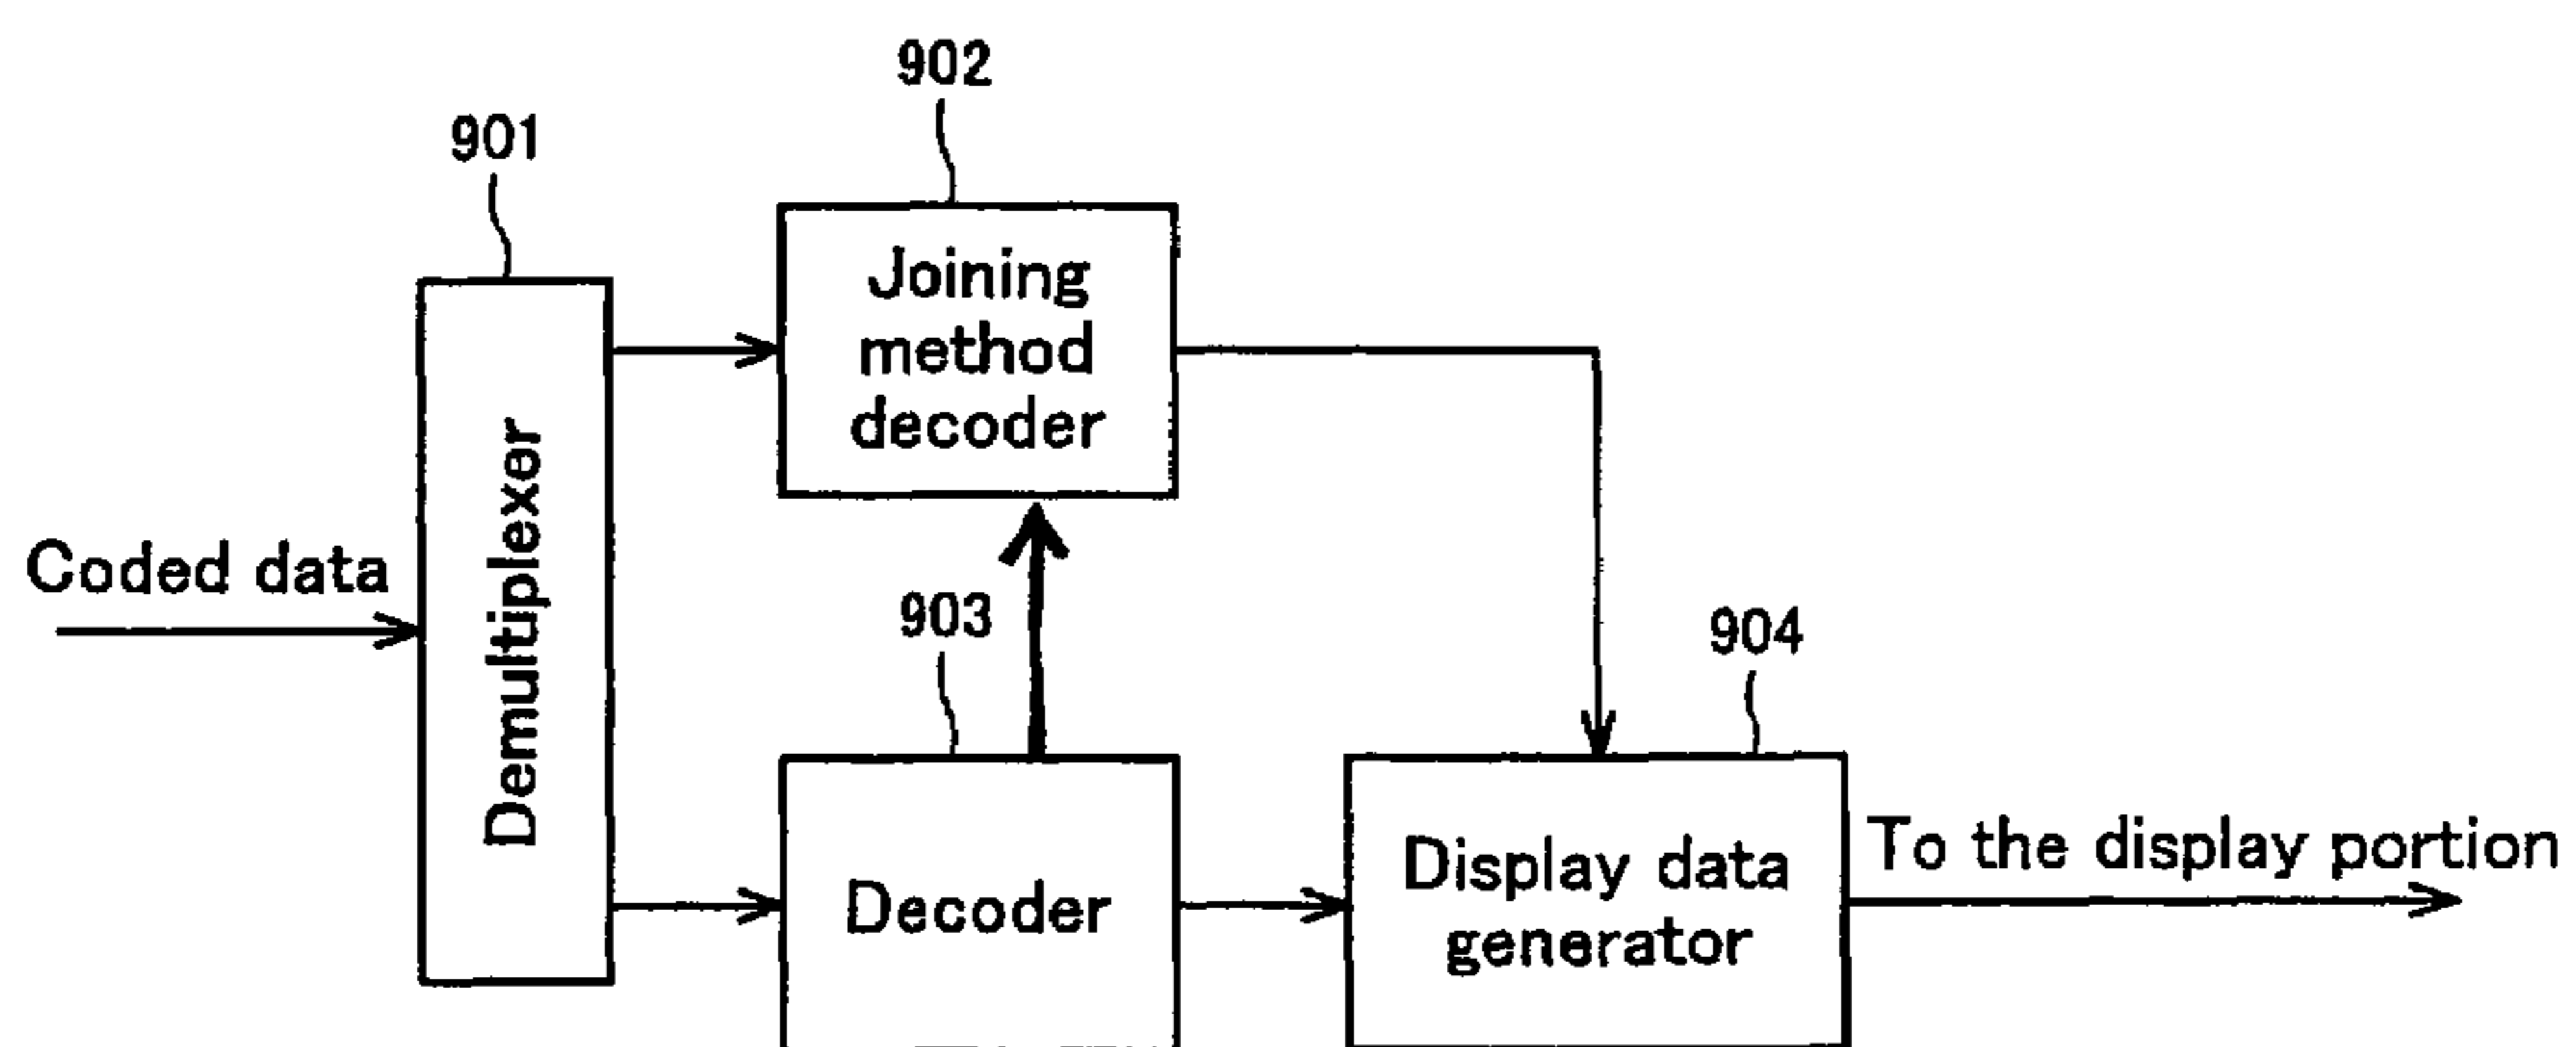 902
901
Joining
method
decoder
Coded data
Demultiplexer
903
904
Decoder
Display data
generator
To the display portion